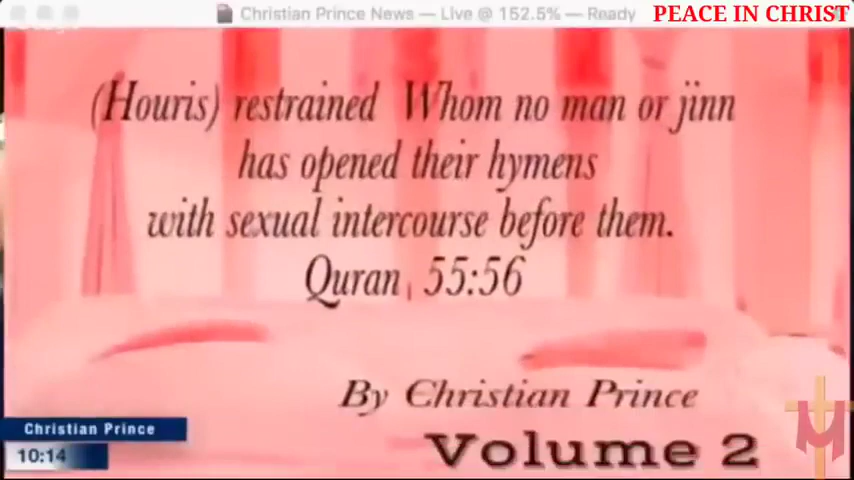 Christian Prince News — Live @ 152.5% — Ready
PEACE IN CHRIST
(Houris) restrained Whom no man or jinn
has opened their hymens
with sexual intercourse before them.
Quran, 55:56
By Christian Prince
Volume 2
Christian Prince
10:14